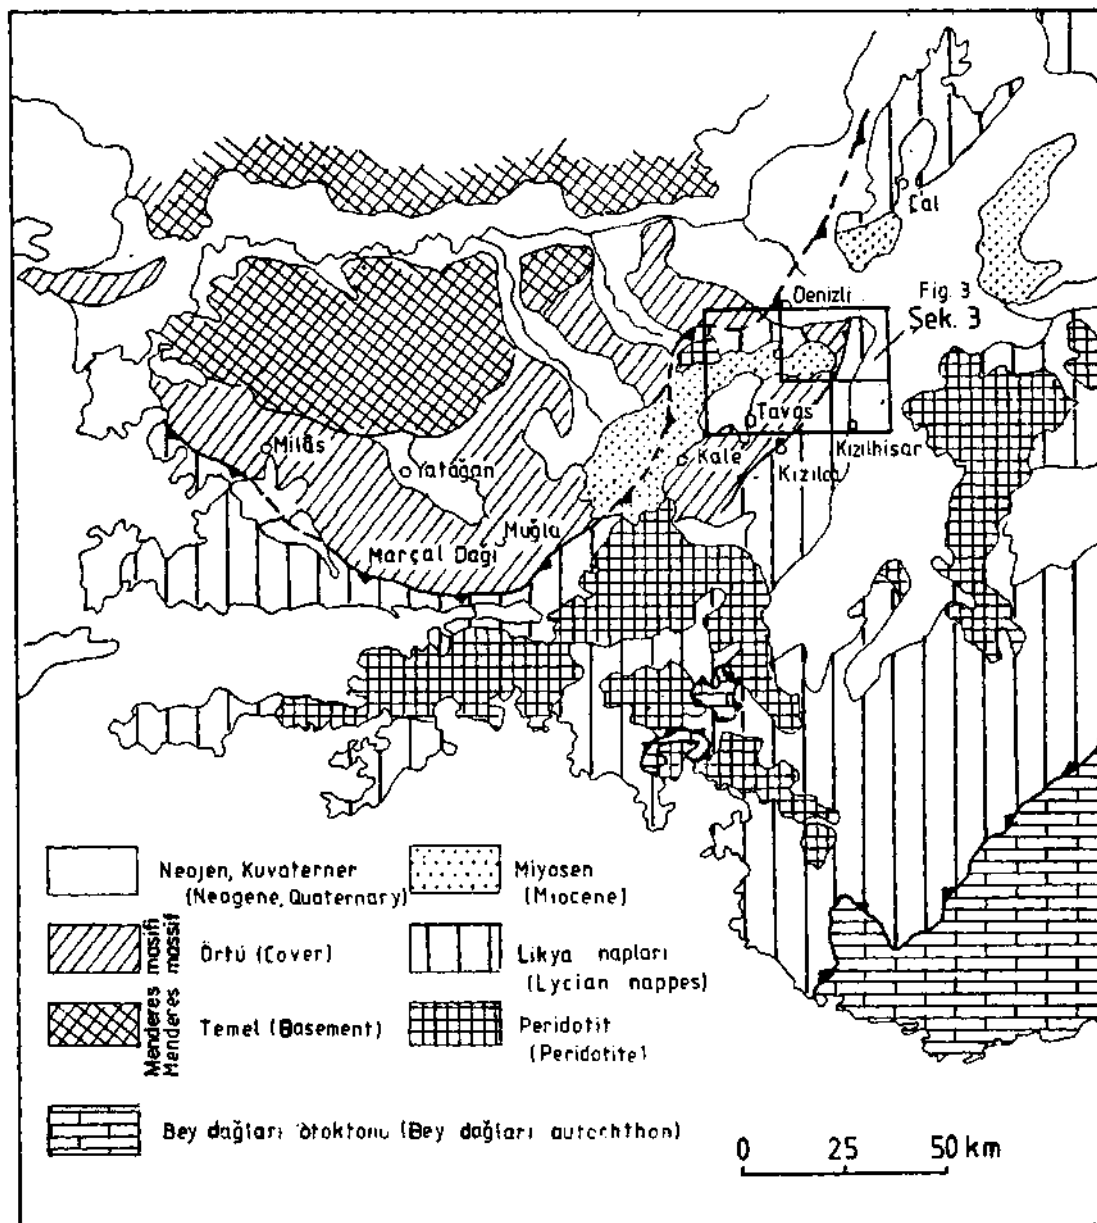 Çal
Denizli
Fig. 3
Şek. 3
Tavas
Kızılhisar
Kale
Kızılca
Milas
Yatağan
Muğla
Marçal Dağı
Neojen, Kuvaterner
(Neogene, Quaternary)
Miyosen
(Miocene)
Menderes masifi
Menderes massif
Örtü (Cover)
Likya napları
(Lycian nappes)
Temel (Basement)
Peridotit
(Peridotite)
Bey dağları otoktonu (Bey dağları autochthon)
0 25 50 km